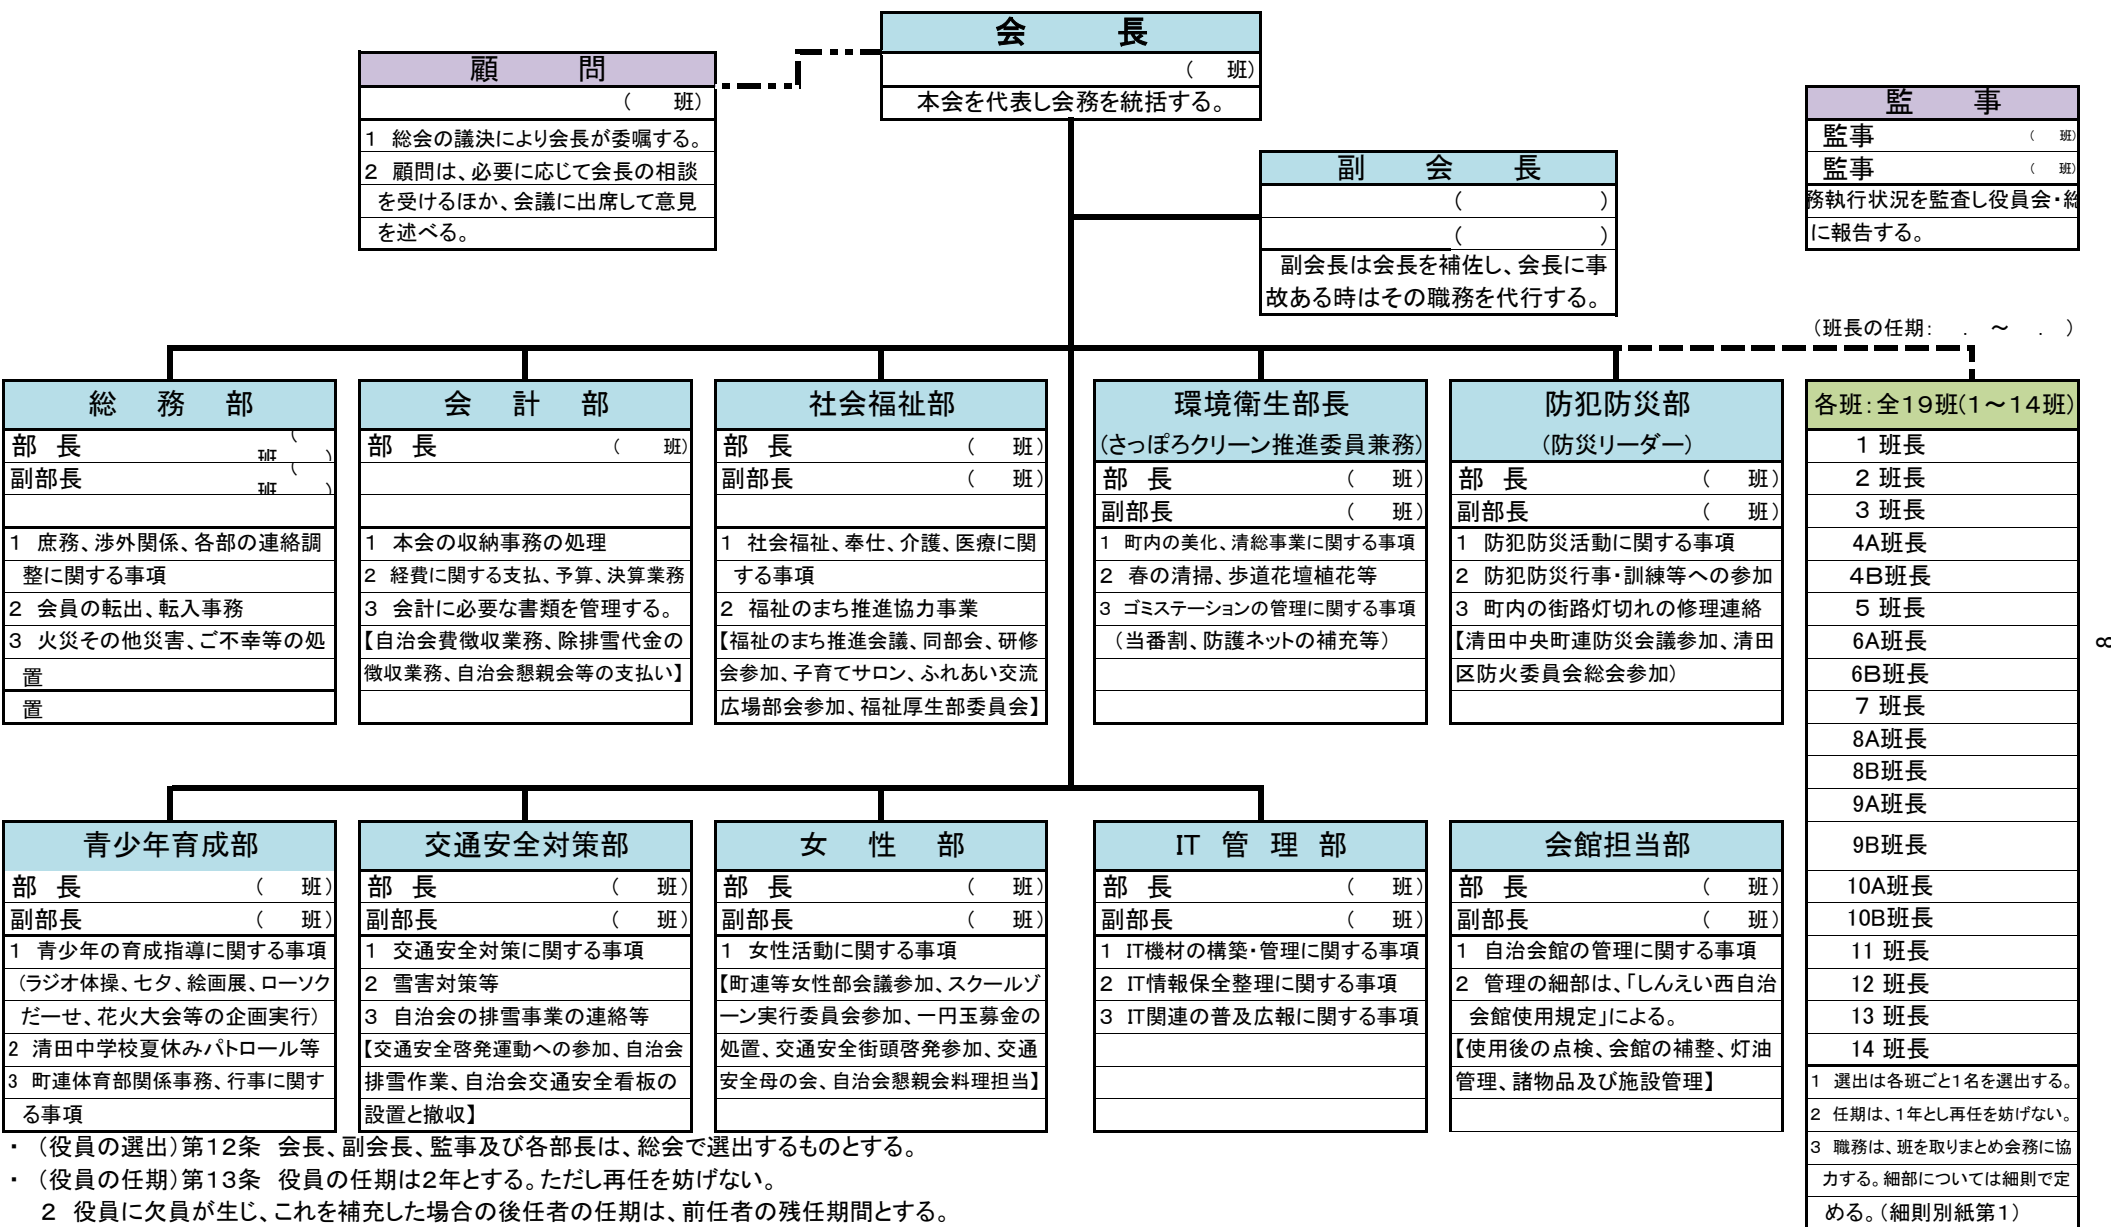 会　　長
（　班）
本会を代表し会務を統括する。
顧　　問
（　班）
1 総会の議決により会長が委嘱する。
2 顧問は、必要に応じて会長の相談
を受けるほか、会議に出席して意見
を述べる。
監　　事
監事　（　班）
監事　（　班）
務執行状況を監査し役員会・総
に報告する。
副　会　長
（　　）
（　　）
副会長は会長を補佐し、会長に事
故ある時はその職務を代行する。
（班長の任期：　．　～　．　）
総　務　部
部 長　（　班　）
副部長　（　班　）
1 庶務、渉外関係、各部の連絡調
整に関する事項
2 会員の転出、転入事務
3 火災その他災害、ご不幸等の処
置
置
会　計　部
部 長　（　班）
1 本会の収納事務の処理
2 経費に関する支払、予算、決算業務
3 会計に必要な書類を管理する。
【自治会費徴収業務、除排雪代金の
徴収業務、自治会懇親会等の支払い】
社会福祉部
部 長　（　班）
副部長　（　班）
1 社会福祉、奉仕、介護、医療に関
する事項
2 福祉のまち推進協力事業
【福祉のまち推進会議、同部会、研修
会参加、子育てサロン、ふれあい交流
広場部会参加、福祉厚生部委員会】
環境衛生部長
（さっぽろクリーン推進委員兼務）
部 長　（　班）
副部長　（　班）
1 町内の美化、清総事業に関する事項
2 春の清掃、歩道花壇植花等
3 ゴミステーションの管理に関する事項
（当番割、防護ネットの補充等）
防犯防災部
（防災リーダー）
部 長　（　班）
副部長　（　班）
1 防犯防災活動に関する事項
2 防犯防災行事・訓練等への参加
3 町内の街路灯切れの修理連絡
【清田中央町連防災会議参加、清田
区防火委員会総会参加）
各班：全19班(1～14班)
1 班長
2 班長
3 班長
4A班長
4B班長
5 班長
6A班長
6B班長
7 班長
8A班長
8B班長
9A班長
9B班長
10A班長
10B班長
11 班長
12 班長
13 班長
14 班長
1 選出は各班ごと1名を選出する。
2 任期は、1年とし再任を妨げない。
3 職務は、班を取りまとめ会務に協
力する。細部については細則で定
める。（細則別紙第1）
8
青少年育成部
部 長　（　班）
副部長　（　班）
1 青少年の育成指導に関する事項
（ラジオ体操、七夕、絵画展、ローソク
だーせ、花火大会等の企画実行）
2 清田中学校夏休みパトロール等
3 町連体育部関係事務、行事に関す
る事項
交通安全対策部
部 長　（　班）
副部長　（　班）
1 交通安全対策に関する事項
2 雪害対策等
3 自治会の排雪事業の連絡等
【交通安全啓発運動への参加、自治会
排雪作業、自治会交通安全看板の
設置と撤収】
女　性　部
部 長　（　班）
副部長　（　班）
1 女性活動に関する事項
【町連等女性部会議参加、スクールゾ
ーン実行委員会参加、一円玉募金の
処置、交通安全街頭啓発参加、交通
安全母の会、自治会懇親会料理担当】
IT 管 理 部
部 長　（　班）
副部長　（　班）
1 IT機材の構築・管理に関する事項
2 IT情報保全整理に関する事項
3 IT関連の普及広報に関する事項
会館担当部
部 長　（　班）
副部長　（　班）
1 自治会館の管理に関する事項
2 管理の細部は、「しんえい西自治
会館使用規定」による。
【使用後の点検、会館の補整、灯油
管理、諸物品及び施設管理】
・（役員の選出）第12条 会長、副会長、監事及び各部長は、総会で選出するものとする。
・（役員の任期）第13条 役員の任期は2年とする。ただし再任を妨げない。
2 役員に欠員が生じ、これを補充した場合の後任者の任期は、前任者の残任期間とする。